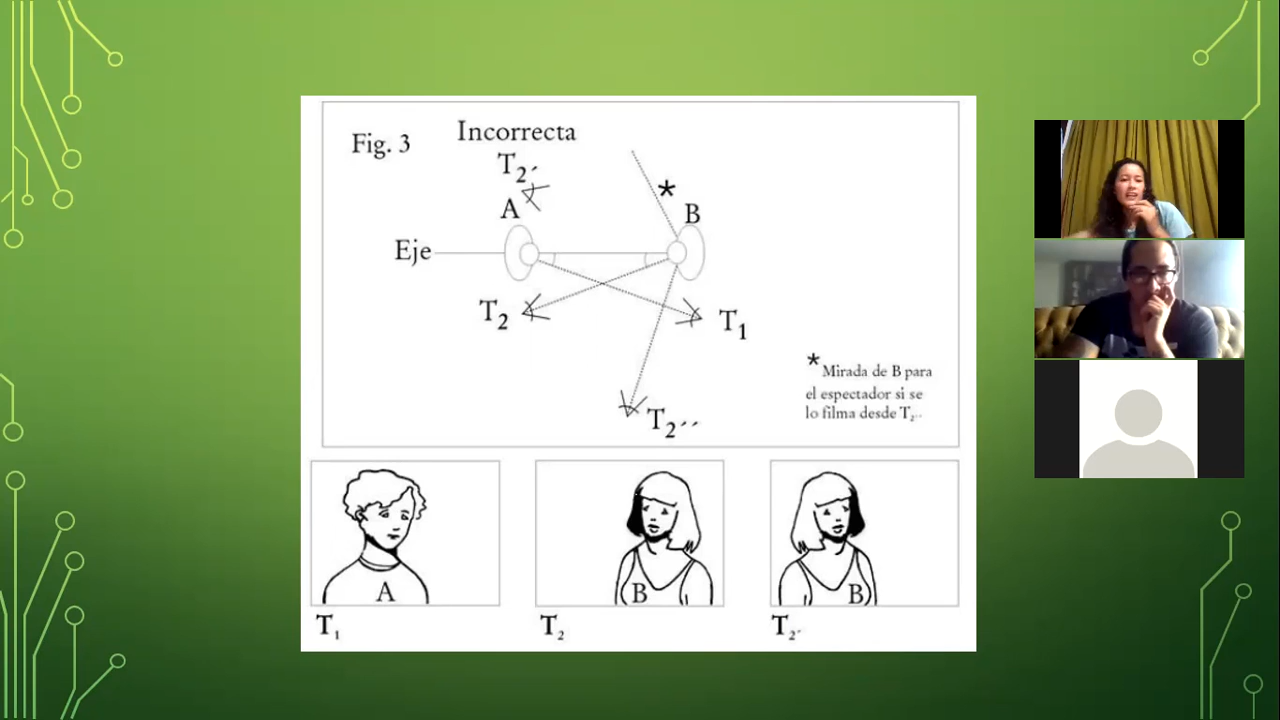 Fig. 3
Incorrecta
T2´
A
B
*
Eje
T2
T1
T2´´
* Mirada de B para
el espectador si se
lo filma desde T2´´
A
B
B
T1
T2
T2´